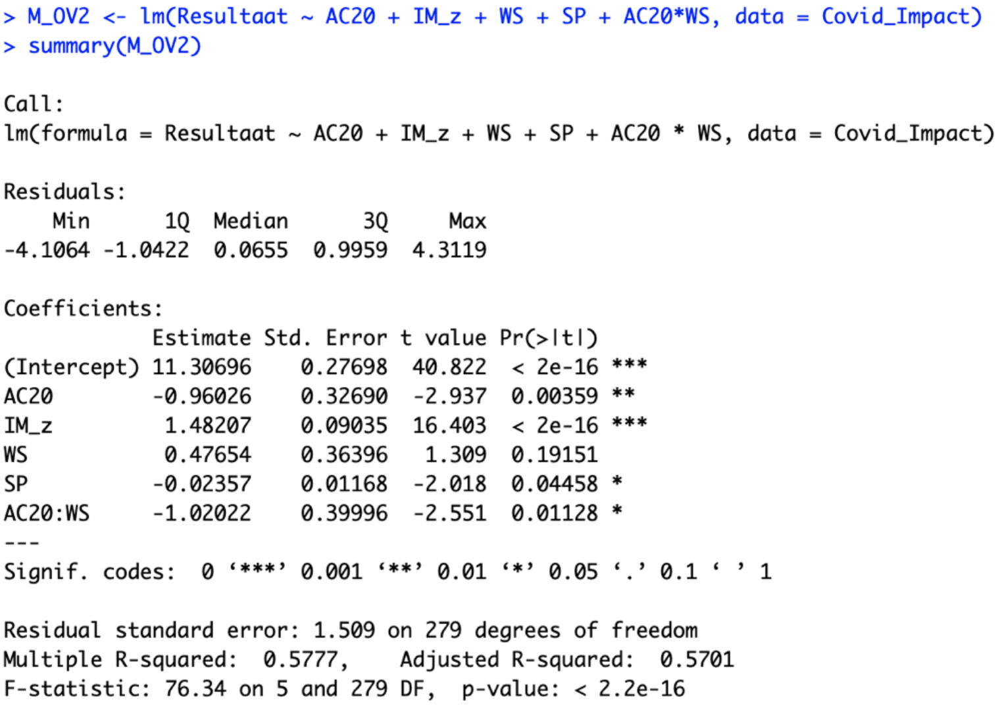 > M_OV2 <- lm(Resultaat ~ AC20 + IM_z + WS + SP + AC20*WS, data = Covid_Impact)
> summary(M_OV2)
Call:
lm(formula = Resultaat ~ AC20 + IM_z + WS + SP + AC20 * WS, data = Covid_Impact)
Residuals:
    Min      1Q  Median      3Q     Max
-4.1064 -1.0422  0.0655  0.9959  4.3119
Coefficients:
            Estimate Std. Error t value Pr(>|t|)
(Intercept) 11.30696    0.27698  40.822  < 2e-16 ***
AC20        -0.96026    0.32690  -2.937  0.00359 **
IM_z         1.48207    0.09035  16.403  < 2e-16 ***
WS           0.47654    0.36396   1.309  0.19151
SP          -0.02357    0.01168  -2.018  0.04458 *
AC20:WS     -1.02022    0.39996  -2.551  0.01128 *
---
Signif. codes:  0 ‘***’ 0.001 ‘**’ 0.01 ‘*’ 0.05 ‘.’ 0.1 ‘ ’ 1
Residual standard error: 1.509 on 279 degrees of freedom
Multiple R-squared:  0.5777,    Adjusted R-squared:  0.5701
F-statistic: 76.34 on 5 and 279 DF,  p-value: < 2.2e-16